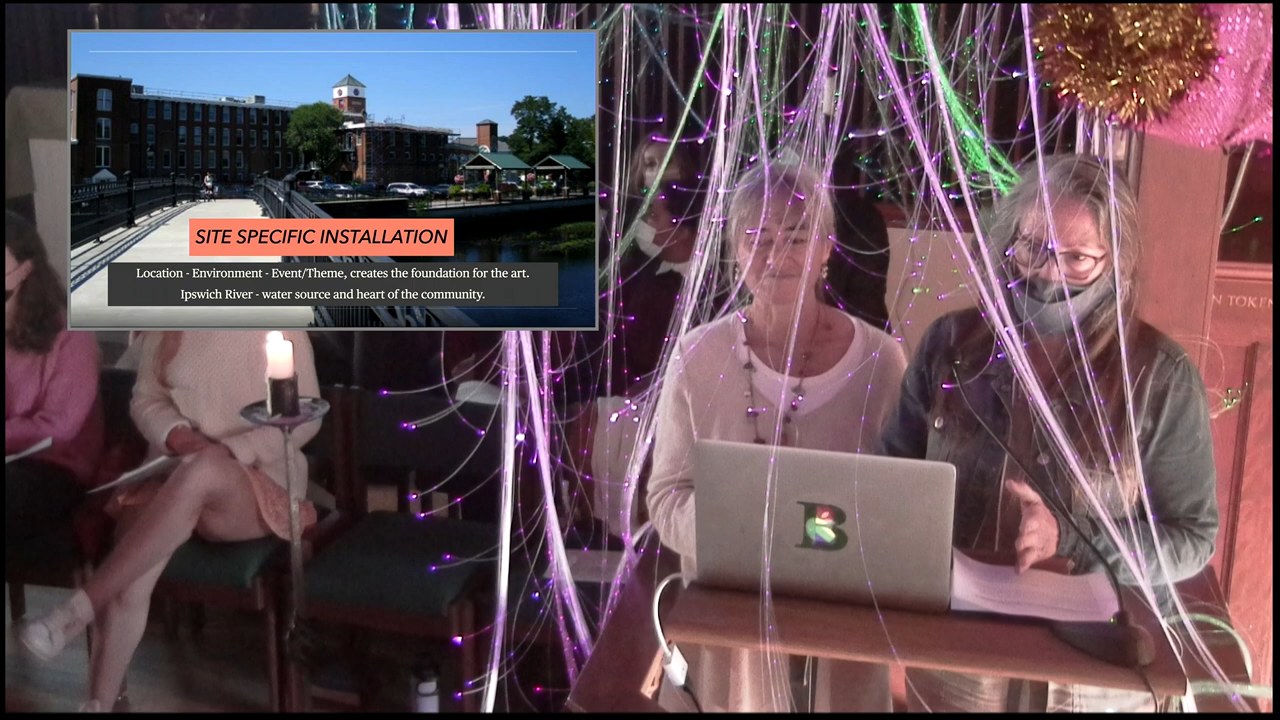 SITE SPECIFIC INSTALLATION
Location - Environment - Event/Theme, creates the foundation for the art.
Ipswich River - water source and heart of the community.
N TOKEN
B